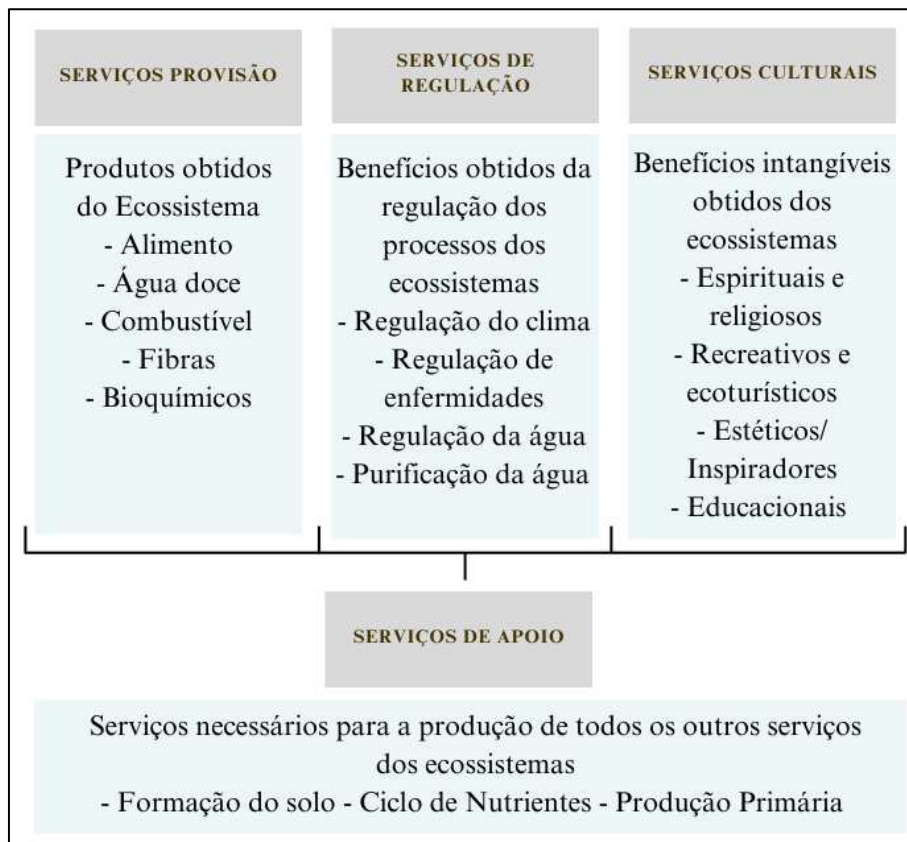 SERVIÇOS PROVISÃO
Produtos obtidos
do Ecossistema
- Alimento
- Água doce
- Combustível
- Fibras
- Bioquímicos
SERVIÇOS DE
REGULAÇÃO
Benefícios obtidos da
regulação dos
processos dos
ecossistemas
- Regulação do clima
- Regulação de
enfermidades
- Regulação da água
- Purificação da água
SERVIÇOS CULTURAIS
Benefícios intangíveis
obtidos dos
ecossistemas
- Espirituais e
religiosos
- Recreativos e
ecoturísticos
- Estéticos/
Inspiradores
- Educacionais
SERVIÇOS DE APOIO
Serviços necessários para a produção de todos os outros serviços
dos ecossistemas
- Formação do solo - Ciclo de Nutrientes - Produção Primária